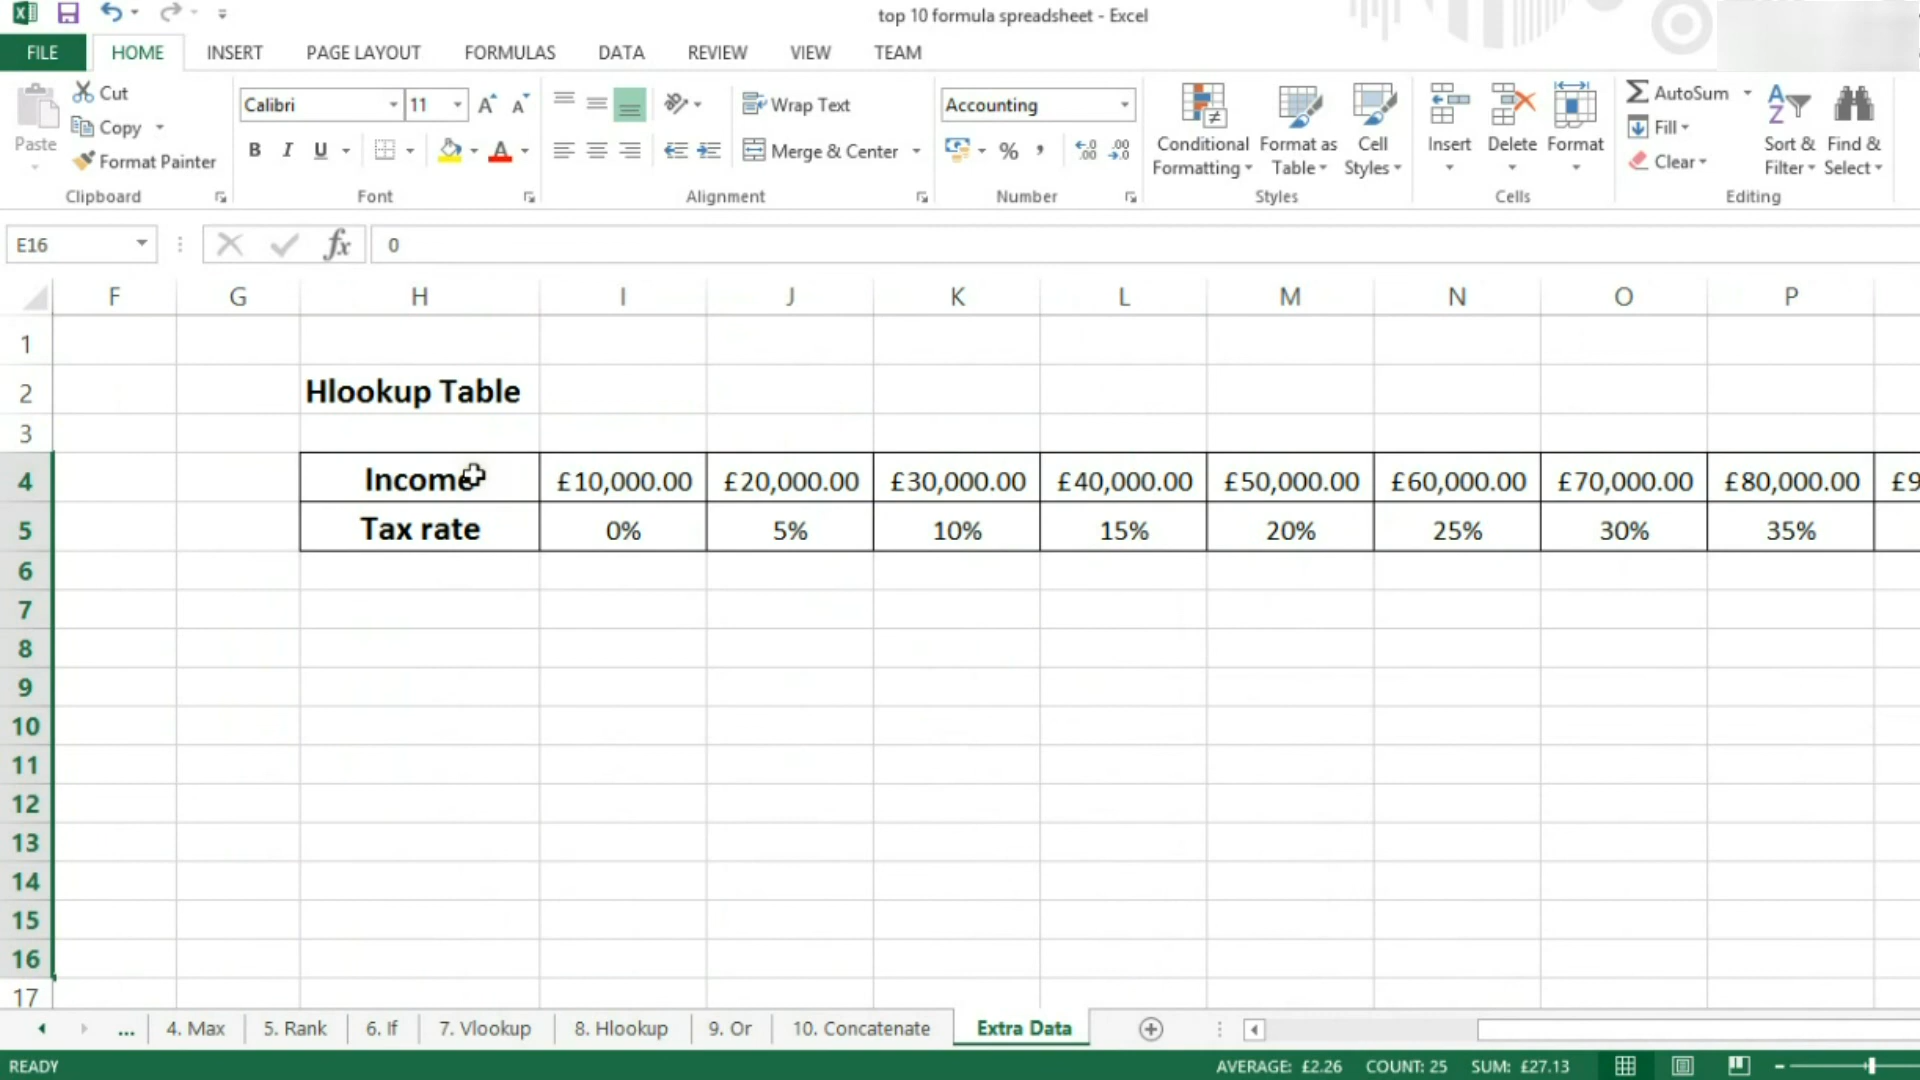 top 10 formula spreadsheet - Excel
FILE HOME INSERT PAGE LAYOUT FORMULAS DATA REVIEW VIEW TEAM
Paste
Cut
Copy
Format Painter
Clipboard
Calibri 11
B I U
Font
Wrap Text
Merge & Center
Alignment
Accounting
%
Number
Conditional Formatting
Format as Table
Cell Styles
Styles
Insert Delete Format
Cells
AutoSum
Fill
Clear
Sort & Filter
Find & Select
Editing
E16 fx 0
F G H I J K L M N O P
1
2 Hlookup Table
3
4 Income £10,000.00 £20,000.00 £30,000.00 £40,000.00 £50,000.00 £60,000.00 £70,000.00 £80,000.00 £9
5 Tax rate 0% 5% 10% 15% 20% 25% 30% 35%
6
7
8
9
10
11
12
13
14
15
16
17
... 4. Max 5. Rank 6. If 7. Vlookup 8. Hlookup 9. Or 10. Concatenate Extra Data
READY AVERAGE: £2.26 COUNT: 25 SUM: £27.13